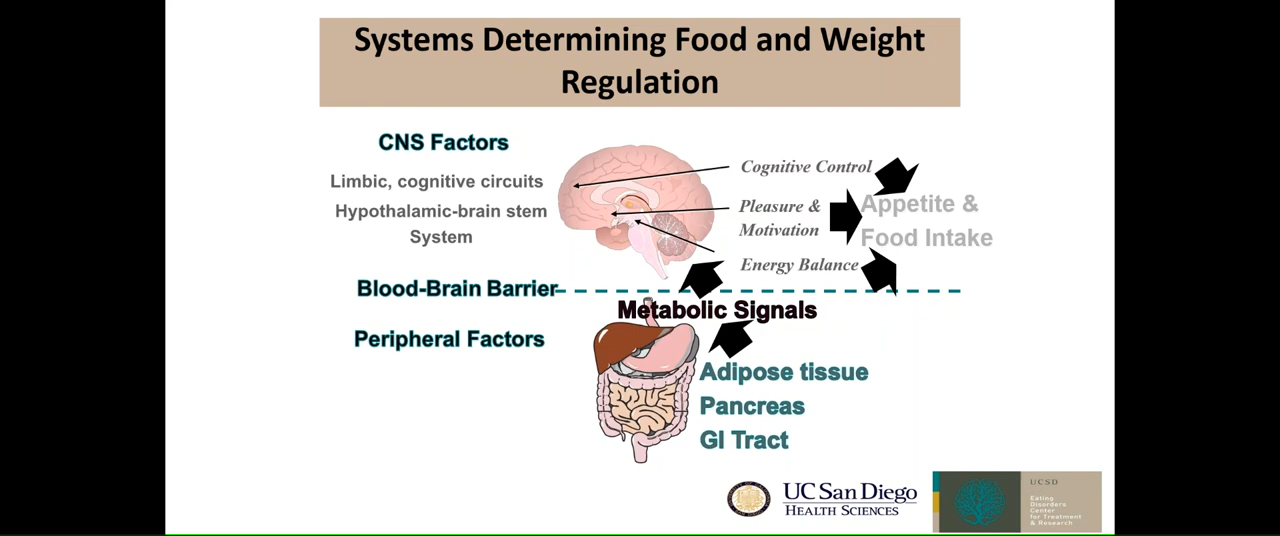 Systems Determining Food and Weight
Regulation
CNS Factors
Limbic, cognitive circuits
Hypothalamic-brain stem
System
Cognitive Control
Pleasure &
Motivation
Energy Balance
Appetite &
Food Intake
Blood-Brain Barrier
Metabolic Signals
Peripheral Factors
Adipose tissue
Pancreas
GI Tract
UC San Diego
HEALTH SCIENCES
UCSD
Eating
Disorders
Center
for Treatment
& Research